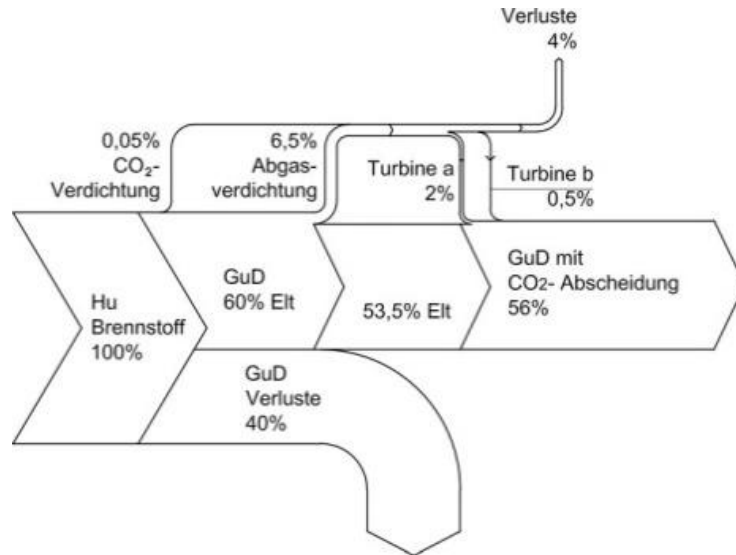 Verluste
4%
0,05%
CO₂-
Verdichtung
6,5%
Abgas-
verdichtung
Turbine a
2%
Turbine b
0,5%
Hu
Brennstoff
100%
GuD
60% Elt
53,5% Elt
GuD mit
CO2- Abscheidung
56%
GuD
Verluste
40%